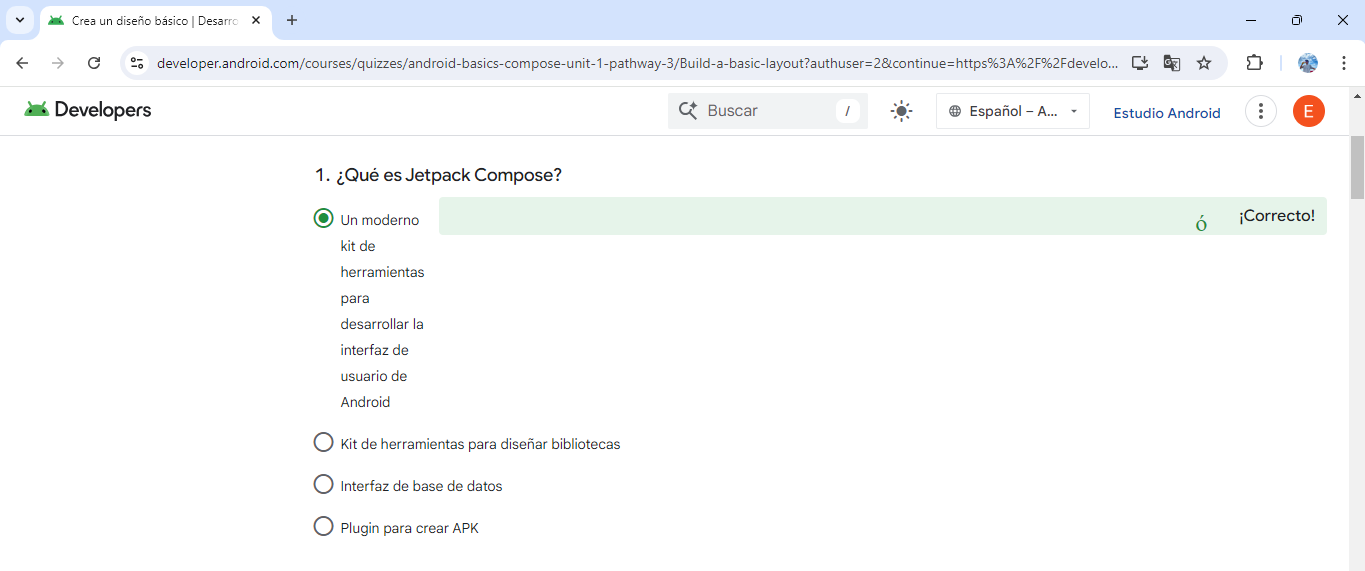 Crea un diseño básico | Desarro
developer.android.com/courses/quizzes/android-basics-compose-unit-1-pathway-3/Build-a-basic-layout?authuser=2&continue=https%3A%2F%2Fdevelo...
Developers
Buscar
/
Español – A...
Estudio Android
E
1. ¿Qué es Jetpack Compose?
Un moderno
kit de
herramientas
para
desarrollar la
interfaz de
usuario de
Android
ó
¡Correcto!
Kit de herramientas para diseñar bibliotecas
Interfaz de base de datos
Plugin para crear APK